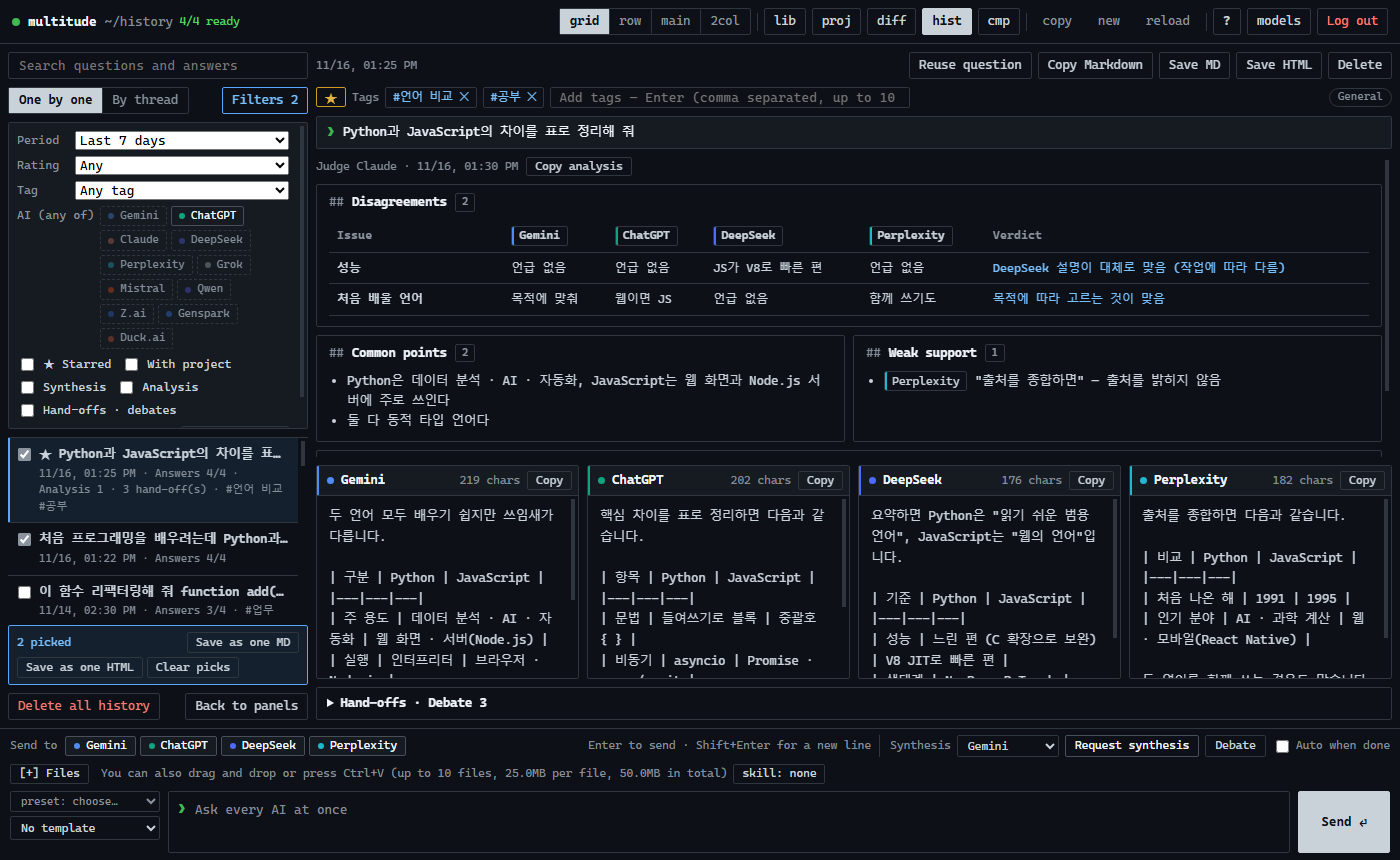 multitude ~/history 4/4 ready
grid row main 2col lib proj diff hist cmp copy new reload ? models Log out
Search questions and answers
One by one By thread Filters 2
Period Last 7 days
Rating Any
Tag Any tag
AI (any of) Gemini ChatGPT
Claude DeepSeek
Perplexity Grok
Mistral Qwen
Z.ai Genspark
Duck.ai
★ Starred With project
Synthesis Analysis
Hand-offs · debates
★ Python과 JavaScript의 차이를 표…
11/16, 01:25 PM · Answers 4/4 ·
Analysis 1 · 3 hand-off(s) · #언어 비교
#공부
처음 프로그래밍을 배우려는데 Python과…
11/16, 01:22 PM · Answers 4/4
이 함수 리팩터링해 줘 function add(…
11/14, 02:30 PM · Answers 3/4 · #업무
2 picked Save as one MD
Save as one HTML Clear picks
Delete all history Back to panels
11/16, 01:25 PM Reuse question Copy Markdown Save MD Save HTML Delete
★ Tags #언어 비교 × #공부 × Add tags — Enter (comma separated, up to 10 General
❯ Python과 JavaScript의 차이를 표로 정리해 줘
Judge Claude · 11/16, 01:30 PM Copy analysis
## Disagreements 2
Issue Gemini ChatGPT DeepSeek Perplexity Verdict
성능 언급 없음 언급 없음 JS가 V8로 빠른 편 언급 없음 DeepSeek 설명이 대체로 맞음 (작업에 따라 다름)
처음 배울 언어 목적에 맞춰 웹이면 JS 언급 없음 함께 쓰기도 목적에 따라 고르는 것이 맞음
## Common points 2
• Python은 데이터 분석 · AI · 자동화, JavaScript는 웹 화면과 Node.js 서
버에 주로 쓰인다
• 둘 다 동적 타입 언어다
## Weak support 1
• Perplexity "출처를 종합하면" — 출처를 밝히지 않음
Gemini 219 chars Copy
두 언어 모두 배우기 쉽지만 쓰임새가
다릅니다.
| 구분 | Python | JavaScript |
|---|---|---|
| 주 용도 | 데이터 분석 · AI · 자
동화 | 웹 화면 · 서버(Node.js) |
| 실행 | 인터프리터 | 브라우저 ·
ChatGPT 202 chars Copy
핵심 차이를 표로 정리하면 다음과 같
습니다.
| 항목 | Python | JavaScript |
|---|---|---|
| 문법 | 들여쓰기로 블록 | 중괄호
{ } |
| 비동기 | asyncio | Promise ·
DeepSeek 176 chars Copy
요약하면 Python은 "읽기 쉬운 범용
언어", JavaScript는 "웹의 언어"입
니다.
| 기준 | Python | JavaScript |
|---|---|---|
| 성능 | 느린 편 (C 확장으로 보완)
| V8 JIT로 빠른 편 |
Perplexity 182 chars Copy
출처를 종합하면 다음과 같습니다.
| 비교 | Python | JavaScript |
|---|---|---|
| 처음 나온 해 | 1991 | 1995 |
| 인기 분야 | AI · 과학 계산 | 웹
· 모바일(React Native) |
▶ Hand-offs · Debate 3
Send to Gemini ChatGPT DeepSeek Perplexity Enter to send · Shift+Enter for a new line Synthesis Gemini Request synthesis Debate Auto when done
[+] Files You can also drag and drop or press Ctrl+V (up to 10 files, 25.0MB per file, 50.0MB in total) skill: none
preset: choose…
No template
❯ Ask every AI at once
Send ⏎